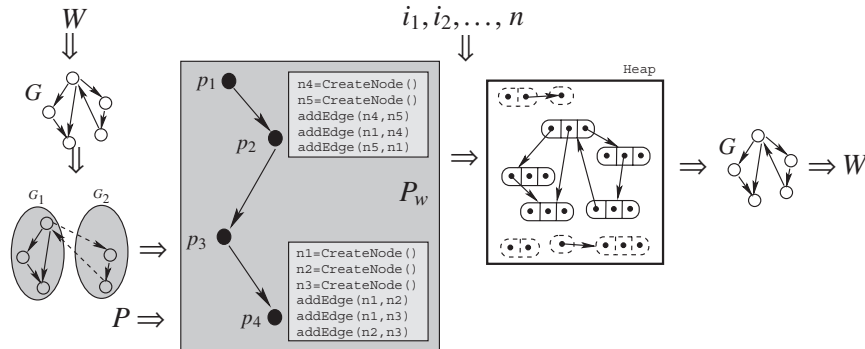 W
i₁, i₂, ..., n
G
p₁
n4=CreateNode()
n5=CreateNode()
addEdge(n4,n5)
addEdge(n1,n4)
addEdge(n5,n1)
p₂
P_w
Heap
G
W
G₁
G₂
p₃
n1=CreateNode()
n2=CreateNode()
n3=CreateNode()
addEdge(n1,n2)
addEdge(n1,n3)
addEdge(n2,n3)
p₄
P